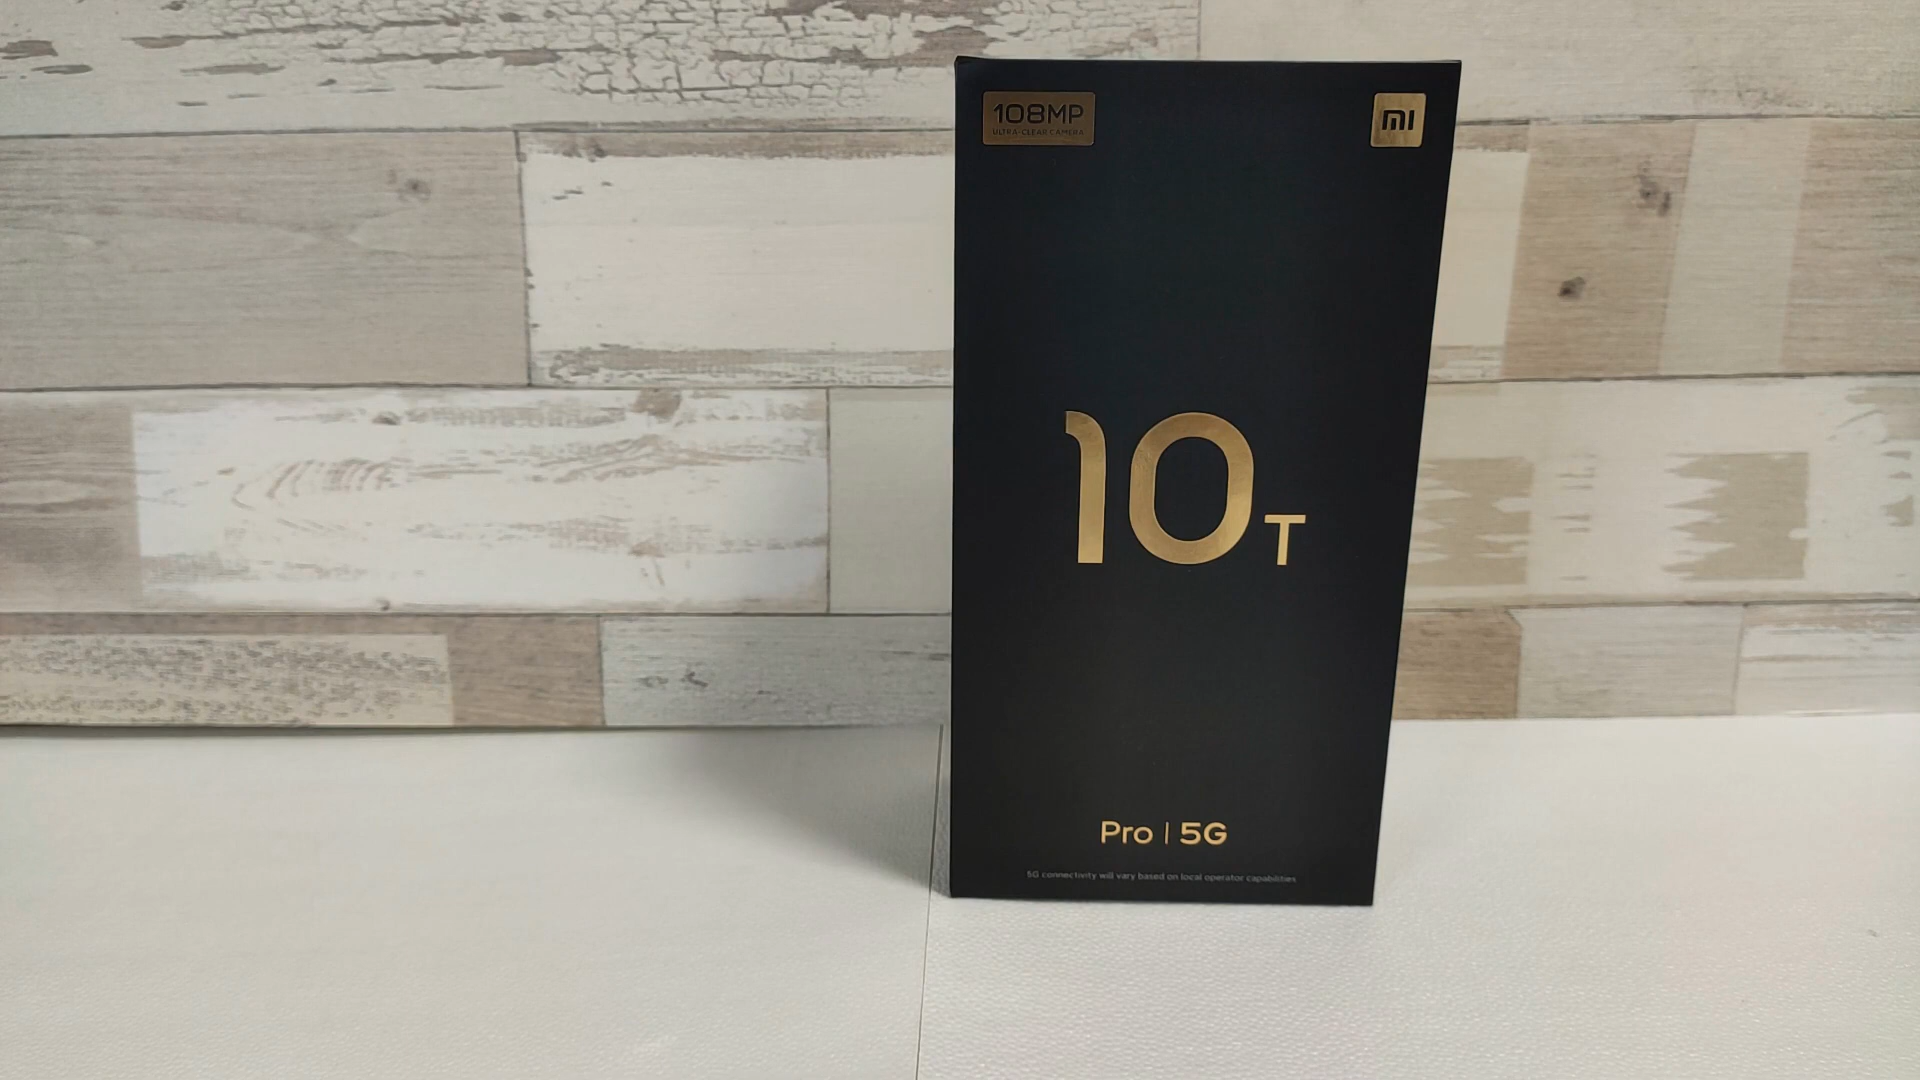 108MP
ULTRA-CLEAR CAMERA
MI
10T
Pro | 5G
5G connectivity will vary based on local operator capabilities